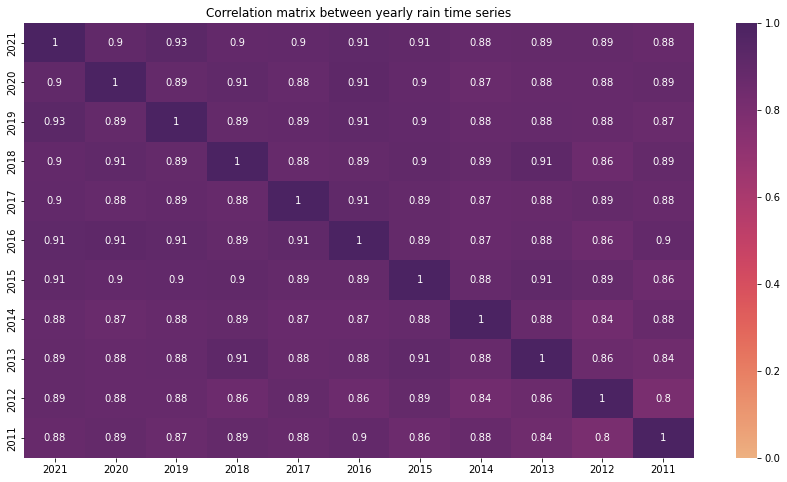 Correlation matrix between yearly rain time series
2021 1 0.9 0.93 0.9 0.9 0.91 0.91 0.88 0.89 0.89 0.88
2020 0.9 1 0.89 0.91 0.88 0.91 0.9 0.87 0.88 0.88 0.89
2019 0.93 0.89 1 0.89 0.89 0.91 0.9 0.88 0.88 0.88 0.87
2018 0.9 0.91 0.89 1 0.88 0.89 0.9 0.89 0.91 0.86 0.89
2017 0.9 0.88 0.89 0.88 1 0.91 0.89 0.87 0.88 0.89 0.88
2016 0.91 0.91 0.91 0.89 0.91 1 0.89 0.87 0.88 0.86 0.9
2015 0.91 0.9 0.9 0.9 0.89 0.89 1 0.88 0.91 0.89 0.86
2014 0.88 0.87 0.88 0.89 0.87 0.87 0.88 1 0.88 0.84 0.88
2013 0.89 0.88 0.88 0.91 0.88 0.88 0.91 0.88 1 0.86 0.84
2012 0.89 0.88 0.88 0.86 0.89 0.86 0.89 0.84 0.86 1 0.8
2011 0.88 0.89 0.87 0.89 0.88 0.9 0.86 0.88 0.84 0.8 1
2021 2020 2019 2018 2017 2016 2015 2014 2013 2012 2011
1.0
0.8
0.6
0.4
0.2
0.0